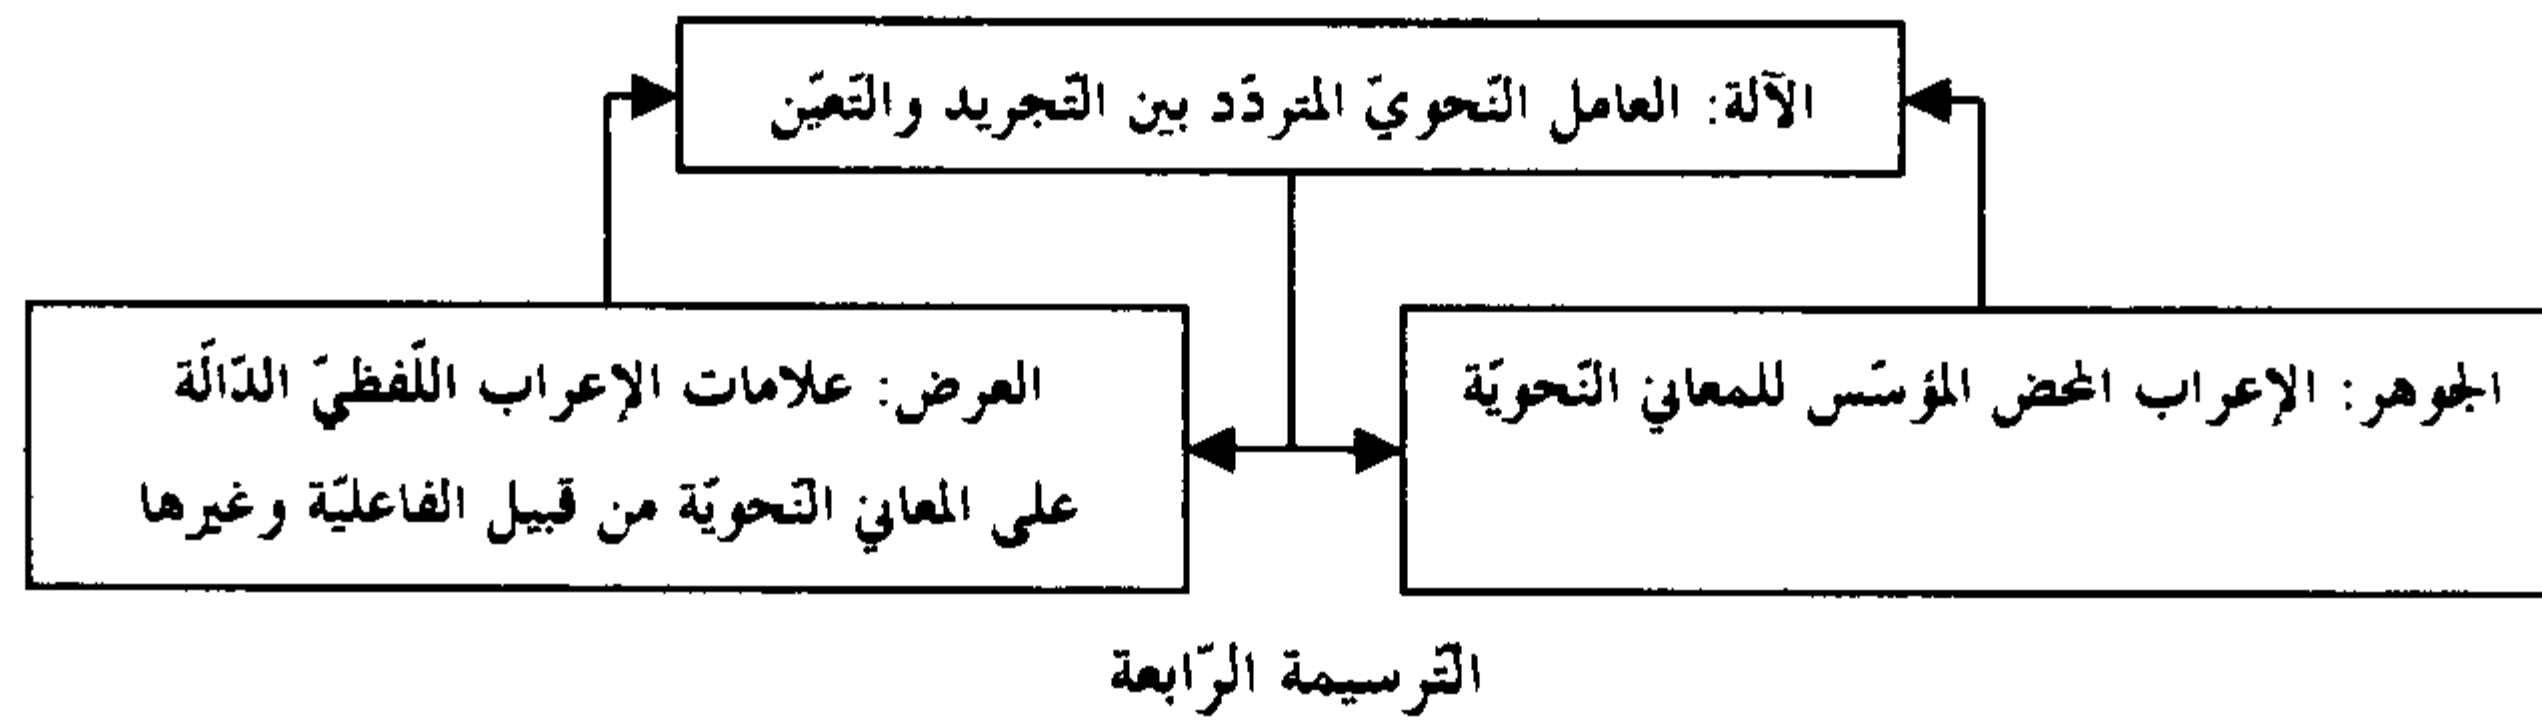 الآلة: العامل النّحويّ المتردّد بين التّجريد والتّعيّن
الجوهر: الإعراب المحض المؤسّس للمعاني النّحويّة
العرض: علامات الإعراب اللّفظيّ الدّالّة
على المعاني النّحويّة من قبيل الفاعليّة وغيرها
التّرسيمة الرّابعة